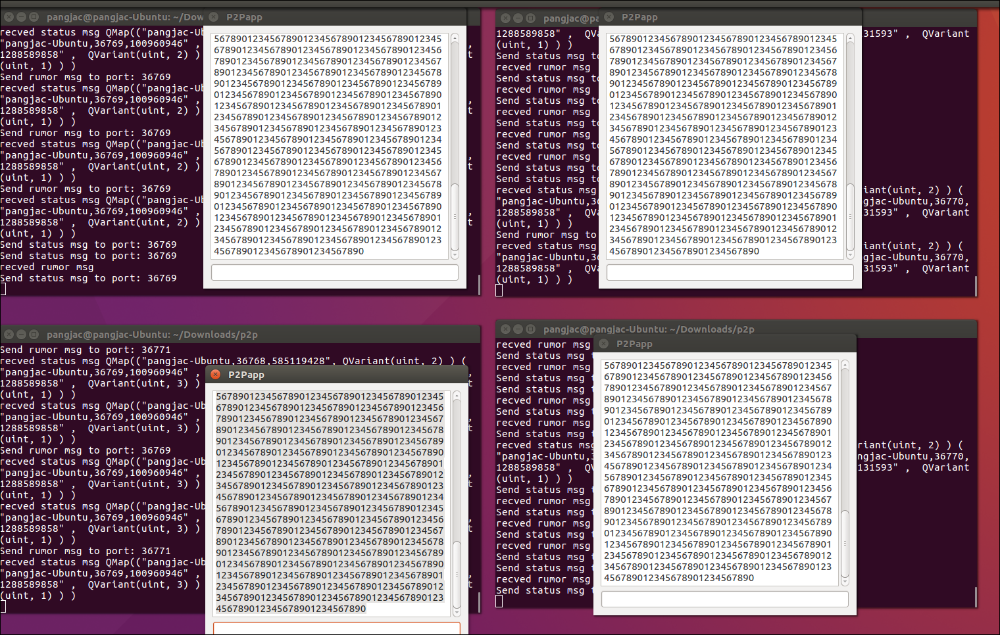 pangjac@pangjac-Ubuntu: ~/Dow
recved status msg QMap(("pangjac-Ub
"pangjac-Ubuntu,36769,100960946" ,
1288589858" ,  QVariant(uint, 2) ) t
(uint, 1) ) )
Send rumor msg to port: 36769
recved status msg QMap(("pangjac-Ub
"pangjac-Ubuntu,36769,100960946" ,
1288589858" ,  QVariant(uint, 2) ) t
(uint, 1) ) )
Send rumor msg to port: 36769
recved status msg QMap(("pangjac-Ub
"pangjac-Ubuntu,36769,100960946" ,
1288589858" ,  QVariant(uint, 2) ) t
(uint, 1) ) )
Send rumor msg to port: 36769
recved status msg QMap(("pangjac-Ub
"pangjac-Ubuntu,36769,100960946" ,
1288589858" ,  QVariant(uint, 2) ) t
(uint, 1) ) )
Send status msg to port: 36769
Send status msg to port: 36769
recved rumor msg
Send status msg to port: 36769
P2Papp
56789012345678901234567890123456789012345
67890123456789012345678901234567890123456
78901234567890123456789012345678901234567
89012345678901234567890123456789012345678
90123456789012345678901234567890123456789
01234567890123456789012345678901234567890
12345678901234567890123456789012345678901
23456789012345678901234567890123456789012
34567890123456789012345678901234567890123
45678901234567890123456789012345678901234
56789012345678901234567890123456789012345
67890123456789012345678901234567890123456
78901234567890123456789012345678901234567
89012345678901234567890123456789012345678
90123456789012345678901234567890123456789
01234567890123456789012345678901234567890
12345678901234567890123456789012345678901
23456789012345678901234567890123456789012
34567890123456789012345678901234567890123
456789012345678901234567890
pangjac@pa
1288589858" ,  QVar 31593" ,  QVariant
(uint, 1) ) )
Send status msg to
recved rumor msg
Send status msg to
recved rumor msg
Send status msg to
recved rumor msg
Send status msg to
recved rumor msg
Send status msg to
recved rumor msg
Send status msg to
Send status msg to
recved status msg riant(uint, 2) ) (
"pangjac-Ubuntu,36 gjac-Ubuntu,36770,
1288589858" ,  QVa 31593" ,  QVariant
(uint, 1) ) )
Send rumor msg to
recved status msg riant(uint, 2) ) (
"pangjac-Ubuntu,36 gjac-Ubuntu,36770,
1288589858" ,  QVa 31593" ,  QVariant
(uint, 1) ) )
P2Papp
56789012345678901234567890123456789012345
67890123456789012345678901234567890123456
78901234567890123456789012345678901234567
89012345678901234567890123456789012345678
90123456789012345678901234567890123456789
01234567890123456789012345678901234567890
12345678901234567890123456789012345678901
23456789012345678901234567890123456789012
34567890123456789012345678901234567890123
45678901234567890123456789012345678901234
56789012345678901234567890123456789012345
67890123456789012345678901234567890123456
78901234567890123456789012345678901234567
89012345678901234567890123456789012345678
90123456789012345678901234567890123456789
01234567890123456789012345678901234567890
12345678901234567890123456789012345678901
23456789012345678901234567890123456789012
34567890123456789012345678901234567890123
456789012345678901234567890
pangjac@pangjac-Ubuntu: ~/Downloads/p2p
Send rumor msg to port: 36771
recved status msg QMap(("pangjac-Ubuntu,36768,585119428", QVariant(uint, 2) ) (
"pangjac-Ubuntu,36769,100960946" ,
1288589858" ,  QVariant(uint, 3) ) t
(uint, 1) ) )
recved status msg QMap(("pangjac-Ub
"pangjac-Ubuntu,36769,100960946" ,
1288589858" ,  QVariant(uint, 3) ) t
(uint, 1) ) )
Send rumor msg to port: 36769
recved status msg QMap(("pangjac-Ub
"pangjac-Ubuntu,36769,100960946" ,
1288589858" ,  QVariant(uint, 3) ) t
(uint, 1) ) )
recved status msg QMap(("pangjac-Ub
"pangjac-Ubuntu,36769,100960946" ,
1288589858" ,  QVariant(uint, 3) ) t
(uint, 1) ) )
Send rumor msg to port: 36771
recved status msg QMap(("pangjac-Ub
"pangjac-Ubuntu,36769,100960946" ,
1288589858" ,  QVariant(uint, 3) ) t
(uint, 1) ) )
P2Papp
56789012345678901234567890123456789012345
67890123456789012345678901234567890123456
78901234567890123456789012345678901234567
89012345678901234567890123456789012345678
90123456789012345678901234567890123456789
01234567890123456789012345678901234567890
12345678901234567890123456789012345678901
23456789012345678901234567890123456789012
34567890123456789012345678901234567890123
45678901234567890123456789012345678901234
56789012345678901234567890123456789012345
67890123456789012345678901234567890123456
78901234567890123456789012345678901234567
89012345678901234567890123456789012345678
90123456789012345678901234567890123456789
01234567890123456789012345678901234567890
12345678901234567890123456789012345678901
23456789012345678901234567890123456789012
34567890123456789012345678901234567890123
456789012345678901234567890
pangjac@pangjac-Ubuntu: ~/Downloads/p2p
recved rumor msg
Send status msg t
recved rumor msg
Send status msg t
recved rumor msg
Send status msg t
recved rumor msg
Send status msg t
recved status msg riant(uint, 2) ) (
"pangjac-Ubuntu,3 ngjac-Ubuntu,36770,
1288589858" ,  QV 131593" ,  QVariant
(uint, 1) ) )
Send status msg t
recved rumor msg
Send status msg t
recved rumor msg
Send status msg t
recved rumor msg
Send status msg t
Send status msg t
recved rumor msg
Send status msg t
P2Papp
56789012345678901234567890123456789012345
67890123456789012345678901234567890123456
78901234567890123456789012345678901234567
89012345678901234567890123456789012345678
90123456789012345678901234567890123456789
01234567890123456789012345678901234567890
12345678901234567890123456789012345678901
23456789012345678901234567890123456789012
34567890123456789012345678901234567890123
45678901234567890123456789012345678901234
56789012345678901234567890123456789012345
67890123456789012345678901234567890123456
78901234567890123456789012345678901234567
89012345678901234567890123456789012345678
90123456789012345678901234567890123456789
01234567890123456789012345678901234567890
12345678901234567890123456789012345678901
23456789012345678901234567890123456789012
34567890123456789012345678901234567890123
456789012345678901234567890